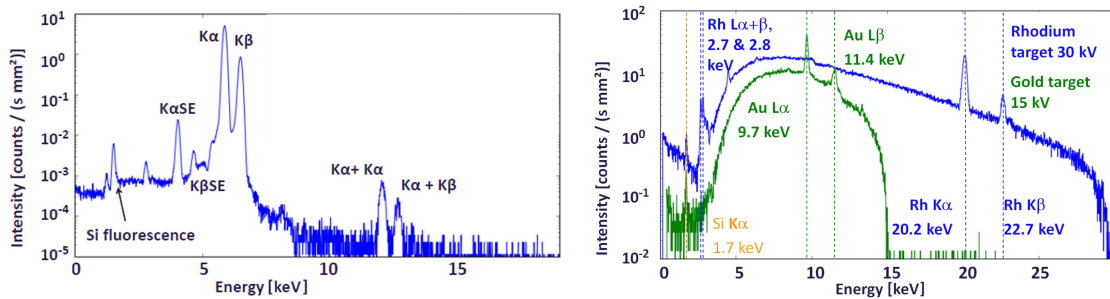 Intensity [counts / (s mm²)]
10¹
10⁰
10⁻¹
10⁻²
10⁻³
10⁻⁴
10⁻⁵
Kα
Kβ
KαSE
KβSE
Kα+ Kα
Kα + Kβ
Si fluorescence
0
5
10
15
Energy [keV]
Intensity [counts / (s mm²)]
10²
10¹
10⁰
10⁻¹
10⁻²
Rh Lα+β,
2.7 & 2.8
keV
Au Lβ
11.4 keV
Rhodium
target 30 kV
Gold target
15 kV
Au Lα
9.7 keV
Si Kα
1.7 keV
Rh Kα
20.2 keV
Rh Kβ
22.7 keV
0
5
10
15
20
25
Energy [keV]